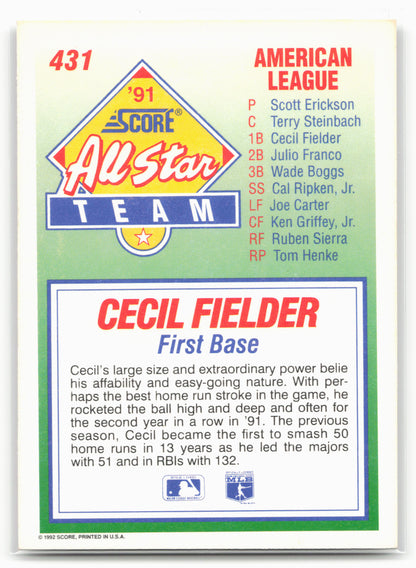 431
'91
SCORE®
All Star
TEAM
AMERICAN
LEAGUE
P Scott Erickson
C Terry Steinbach
1B Cecil Fielder
2B Julio Franco
3B Wade Boggs
SS Cal Ripken, Jr.
LF Joe Carter
CF Ken Griffey, Jr.
RF Ruben Sierra
RP Tom Henke
CECIL FIELDER
First Base
Cecil's large size and extraordinary power belie
his affability and easy-going nature. With per-
haps the best home run stroke in the game, he
rocketed the ball high and deep and often for
the second year in a row in '91. The previous
season, Cecil became the first to smash 50
home runs in 13 years as he led the majors
with 51 and in RBIs with 132.
MLB
© 1992 SCORE, PRINTED IN U.S.A.